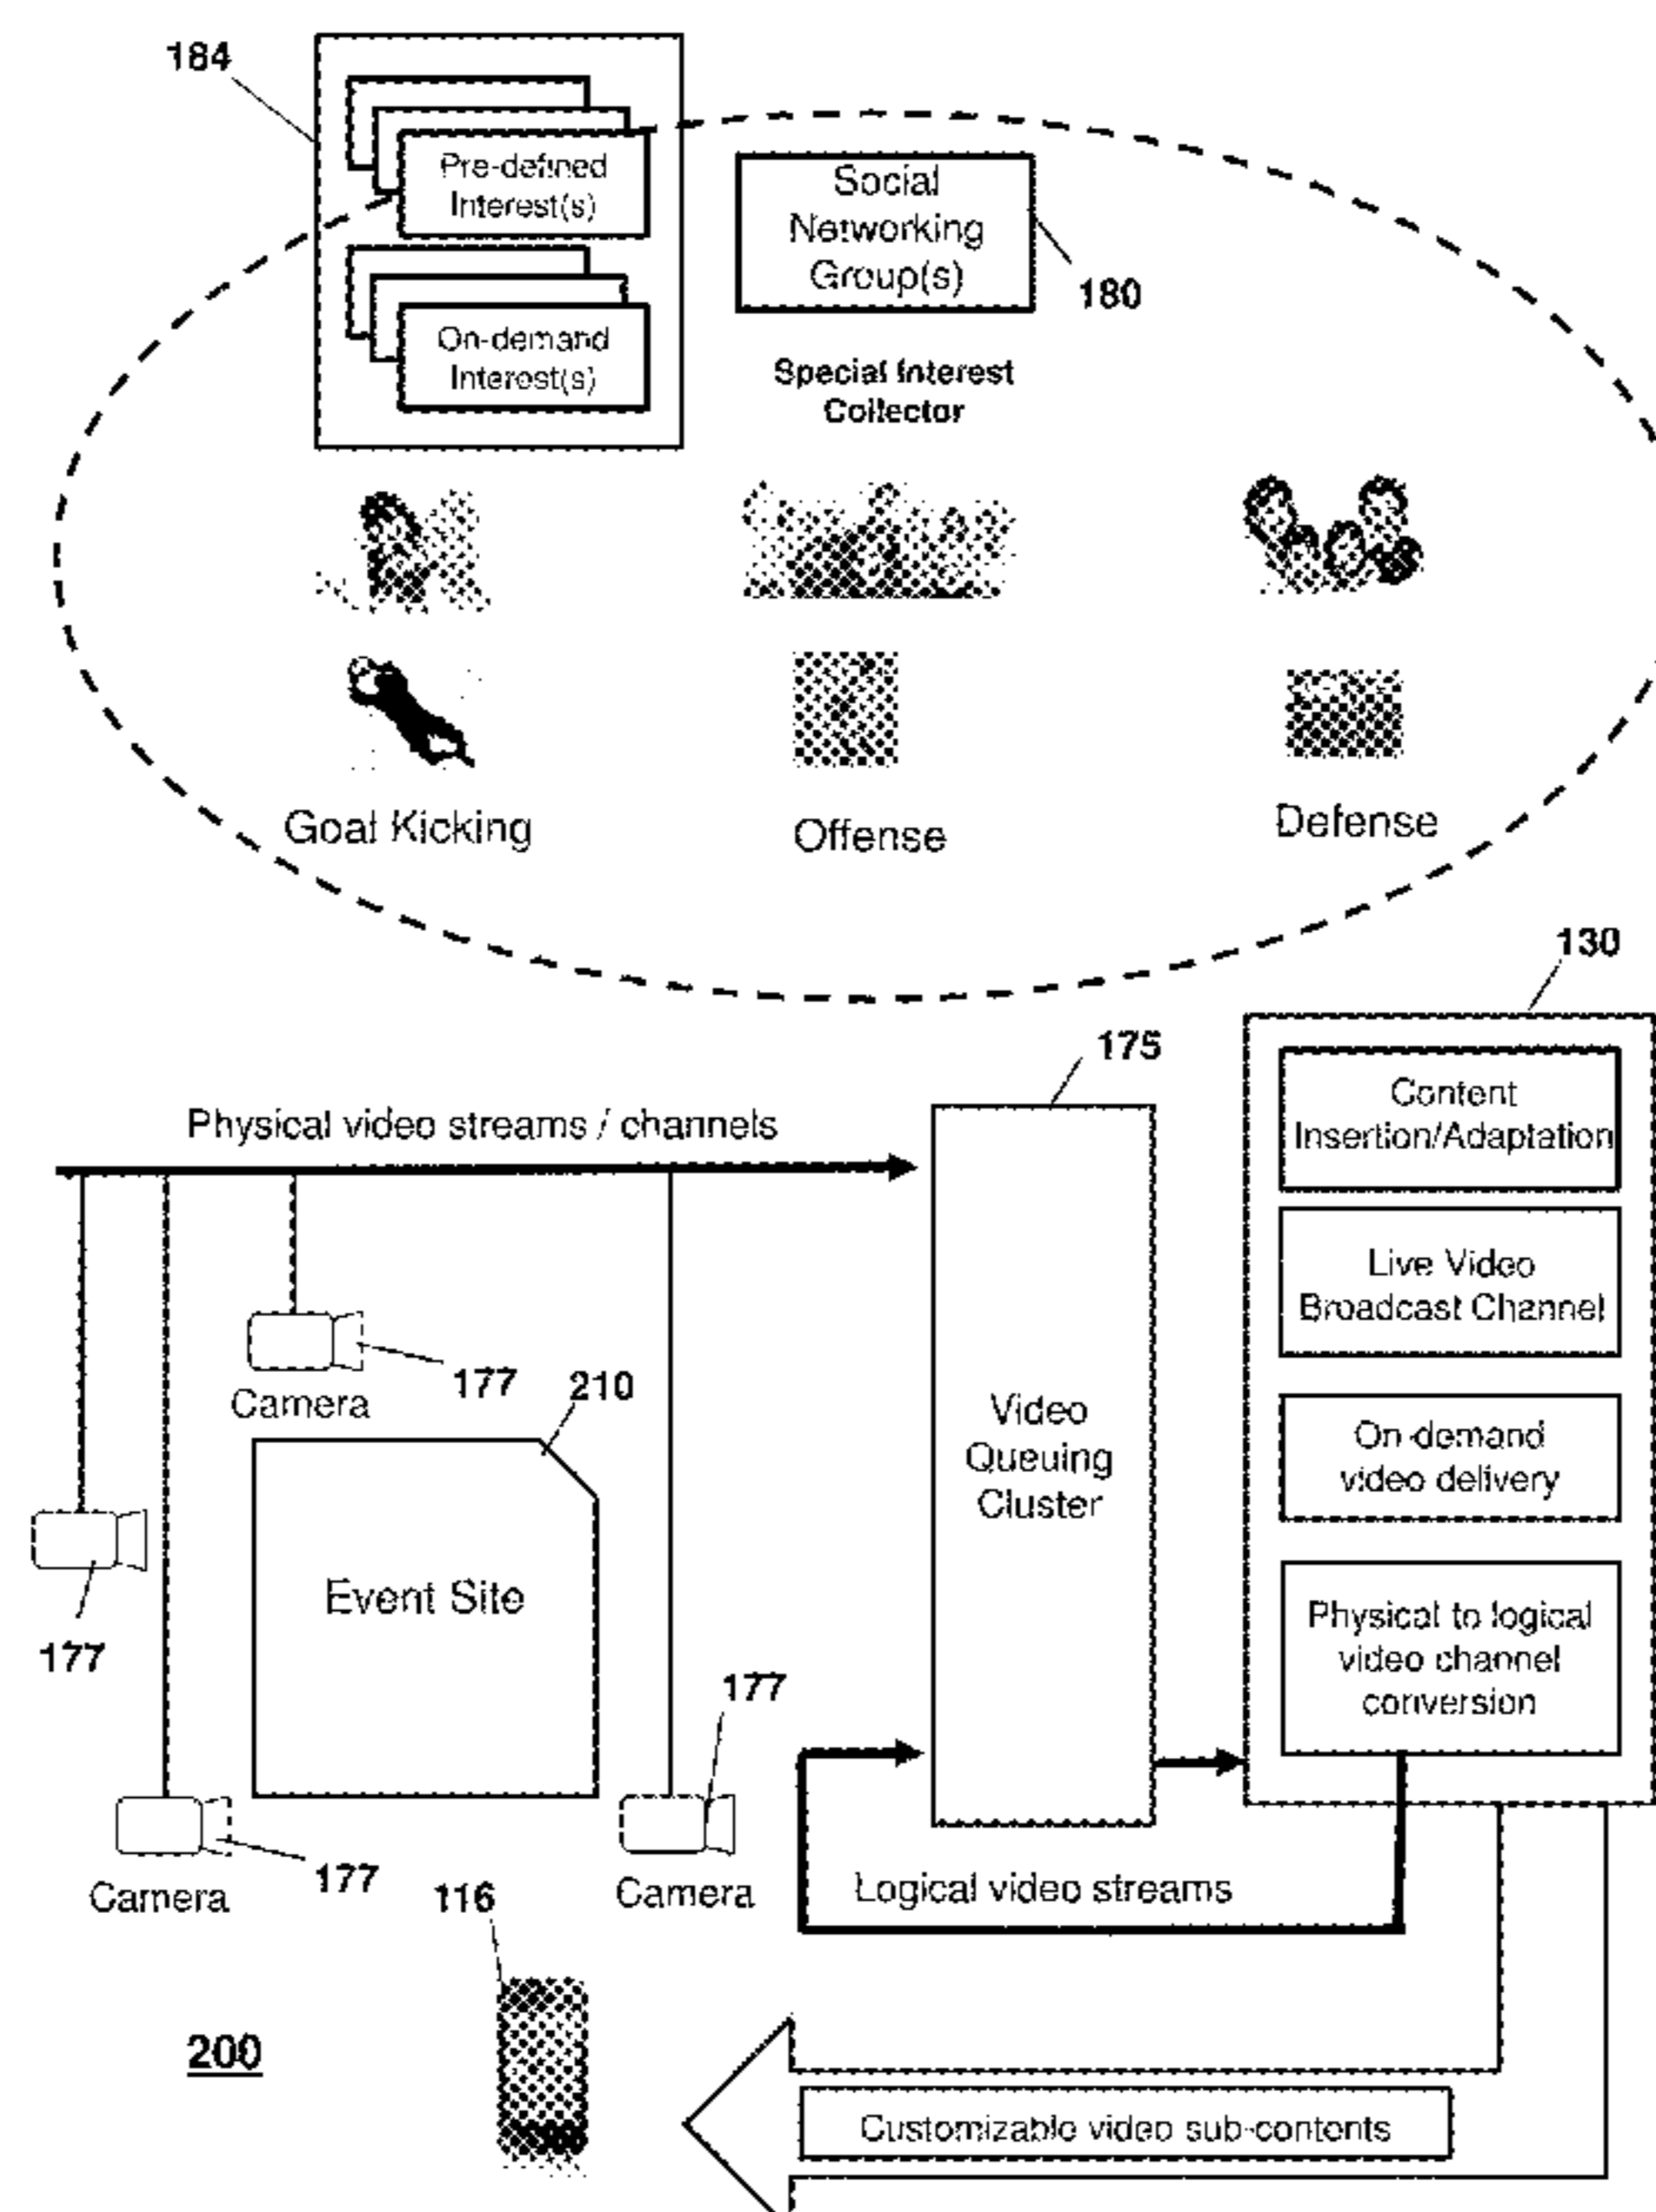 184
Pre-defined
Interest(s)
On-demand
Interest(s)
Social
Networking
Group(s)
180
Special Interest
Collector
Goal Kicking
Offense
Defense
130
175
Physical video streams / channels
Content
Insertion/Adaptation
Live Video
Broadcast Channel
On-demand
video delivery
Physical to logical
video channel
conversion
Video
Queuing
Cluster
177
Camera
210
Event Site
177
177
Camera
177
Camera
116
Logical video streams
200
Customizable video sub-contents